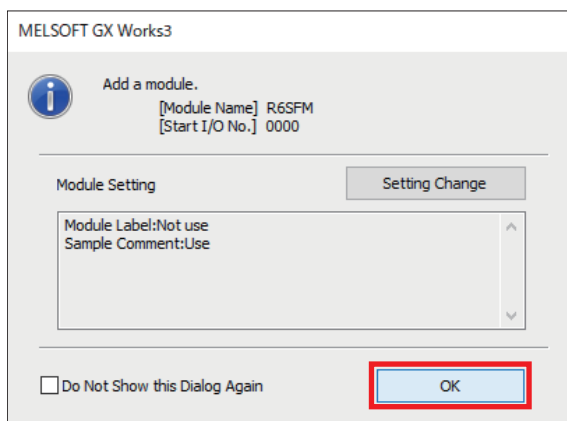 MELSOFT GX Works3
Add a module.
[Module Name] R6SFM
[Start I/O No.] 0000
Module Setting
Setting Change
Module Label:Not use
Sample Comment:Use
Do Not Show this Dialog Again
OK